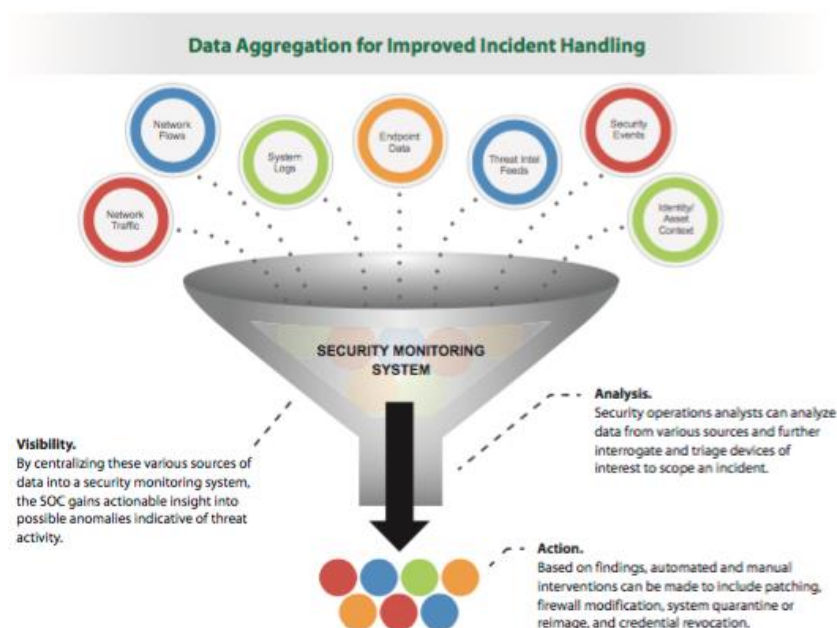 Data Aggregation for Improved Incident Handling
Network
Flows
System
Logs
Endpoint
Data
Threat Intel
Feeds
Security
Events
Network
Traffic
Identity/
Asset
Context
SECURITY MONITORING
SYSTEM
Visibility.
By centralizing these various sources of
data into a security monitoring system,
the SOC gains actionable insight into
possible anomalies indicative of threat
activity.
Analysis.
Security operations analysts can analyze
data from various sources and further
interrogate and triage devices of
interest to scope an incident.
Action.
Based on findings, automated and manual
interventions can be made to include patching,
firewall modification, system quarantine or
reimage, and credential revocation.